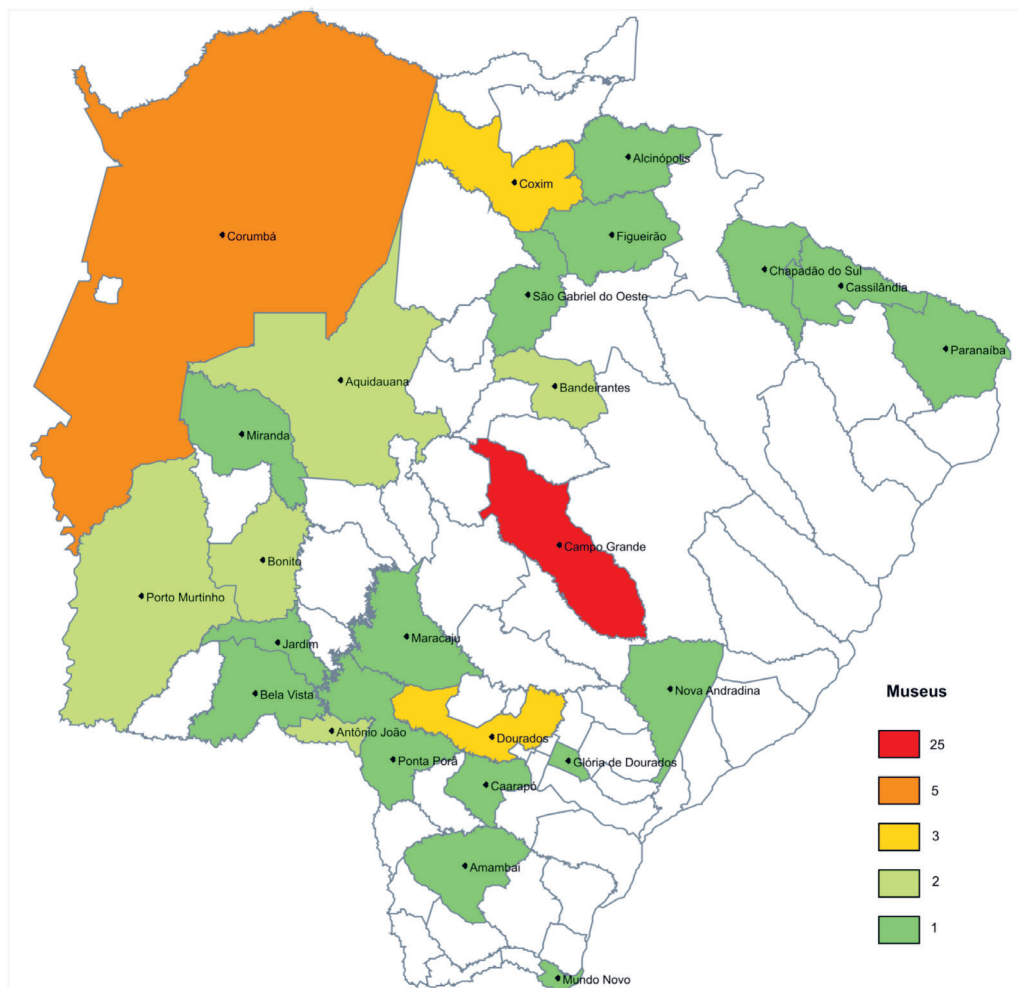 Alcinópolis
Coxim
Corumbá
Figueirão
Chapadão do Sul
Cassilândia
São Gabriel do Oeste
Paranaíba
Aquidauana
Bandeirantes
Miranda
Campo Grande
Bonito
Porto Murtinho
Maracaju
Jardim
Nova Andradina
Bela Vista
Antônio João
Dourados
Ponta Porã
Glória de Dourados
Caarapó
Amambai
Mundo Novo
Museus
25
5
3
2
1